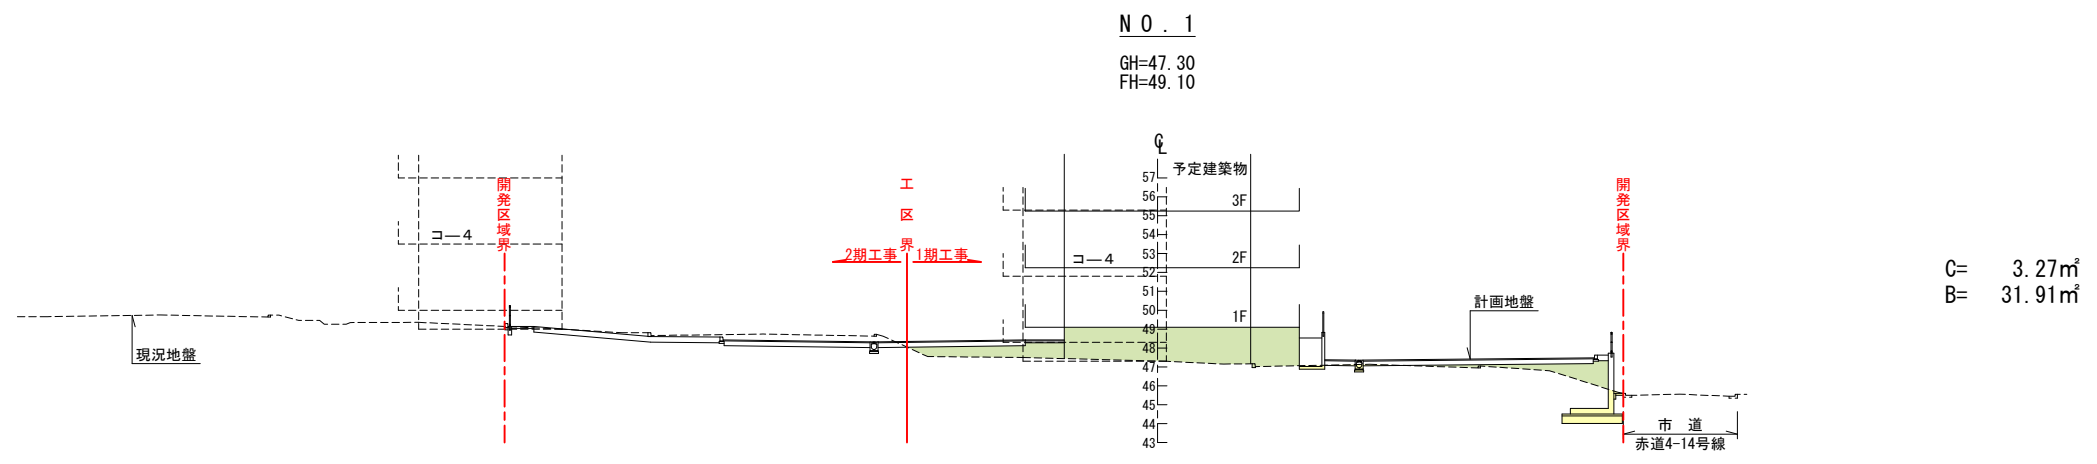 NO.1
GH=47.30
FH=49.10
CL
予定建築物
57
56
55
54
53
52
51
50
49
48
47
46
45
44
43
3F
2F
1F
開発区域界
コ―4
工区界
2期工事
1期工事
コ―4
開発区域界
計画地盤
現況地盤
市 道
赤道4-14号線
C= 3.27㎡
B= 31.91㎡